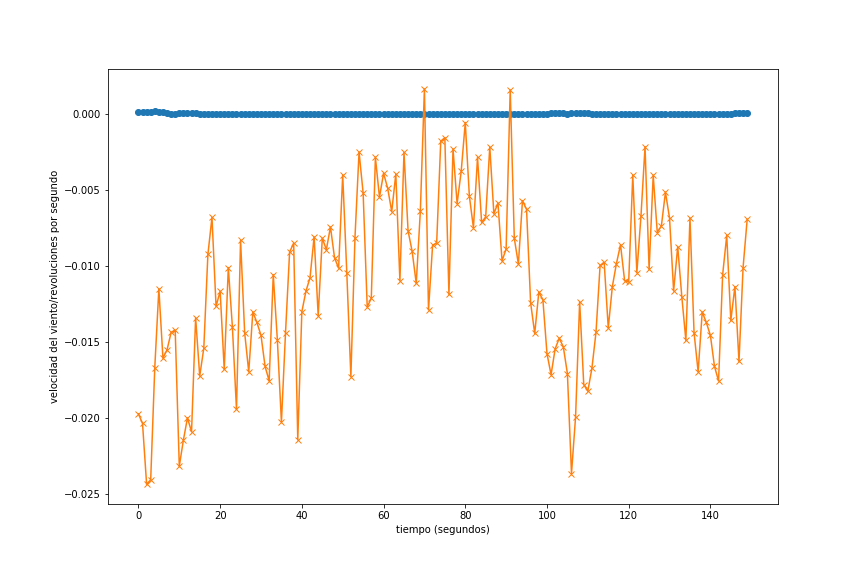 0.000
−0.005
−0.010
−0.015
−0.020
−0.025
velocidad del viento/revoluciones por segundo
0 20 40 60 80 100 120 140
tiempo (segundos)